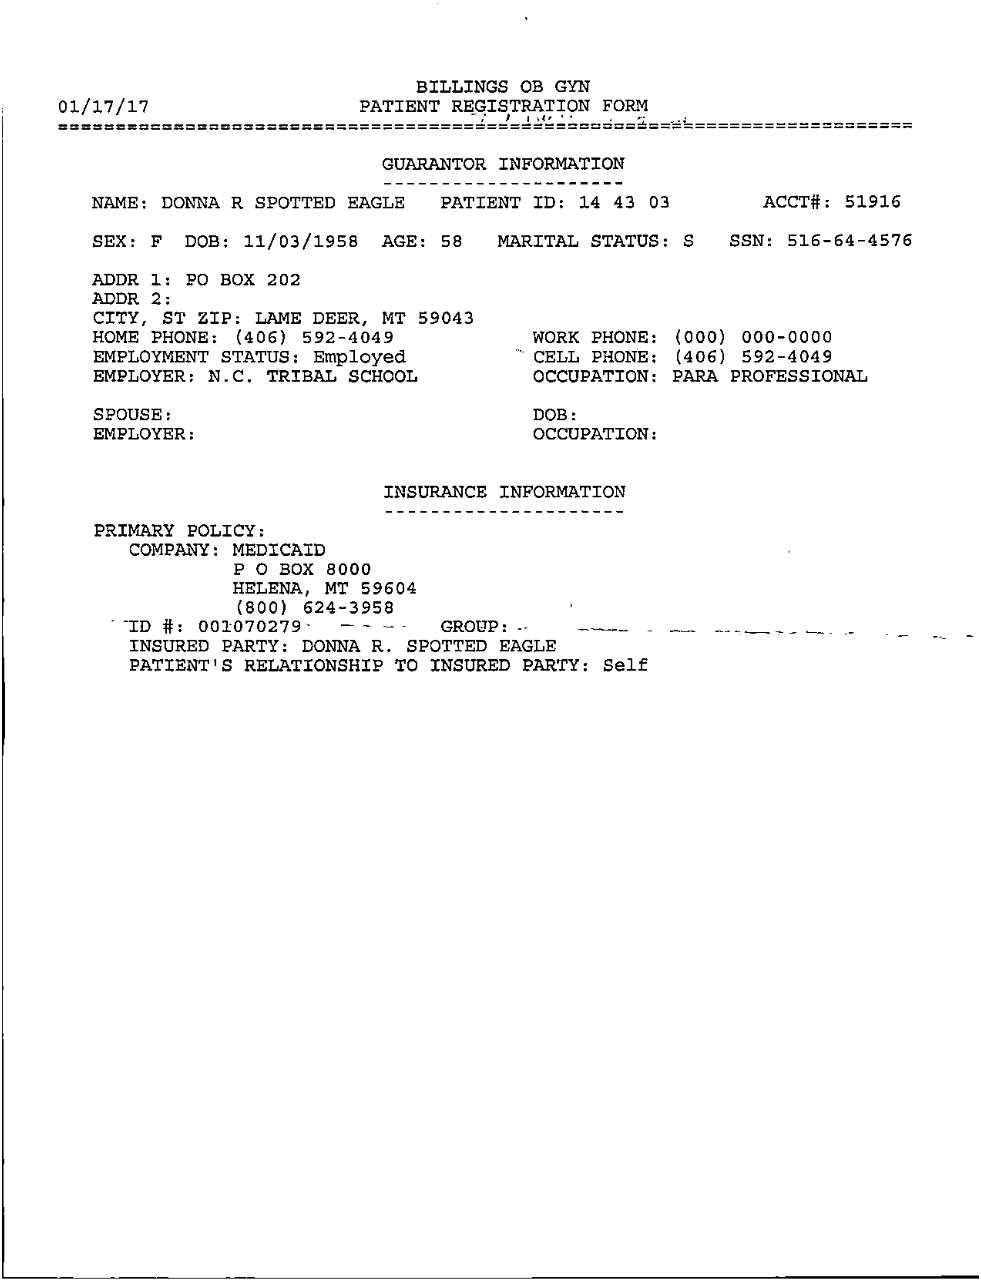 BILLINGS OB GYN
01/17/17 PATIENT REGISTRATION FORM
GUARANTOR INFORMATION
NAME: DONNA R SPOTTED EAGLE PATIENT ID: 14 43 03 ACCT#: 51916
SEX: F DOB: 11/03/1958 AGE: 58 MARITAL STATUS: S SSN: 516-64-4576
ADDR 1: PO BOX 202
ADDR 2:
CITY, ST ZIP: LAME DEER, MT 59043
HOME PHONE: (406) 592-4049 WORK PHONE: (000) 000-0000
EMPLOYMENT STATUS: Employed CELL PHONE: (406) 592-4049
EMPLOYER: N.C. TRIBAL SCHOOL OCCUPATION: PARA PROFESSIONAL
SPOUSE: DOB:
EMPLOYER: OCCUPATION:
INSURANCE INFORMATION
PRIMARY POLICY:
COMPANY: MEDICAID
P O BOX 8000
HELENA, MT 59604
(800) 624-3958
ID #: 001070279 GROUP:
INSURED PARTY: DONNA R. SPOTTED EAGLE
PATIENT'S RELATIONSHIP TO INSURED PARTY: Self